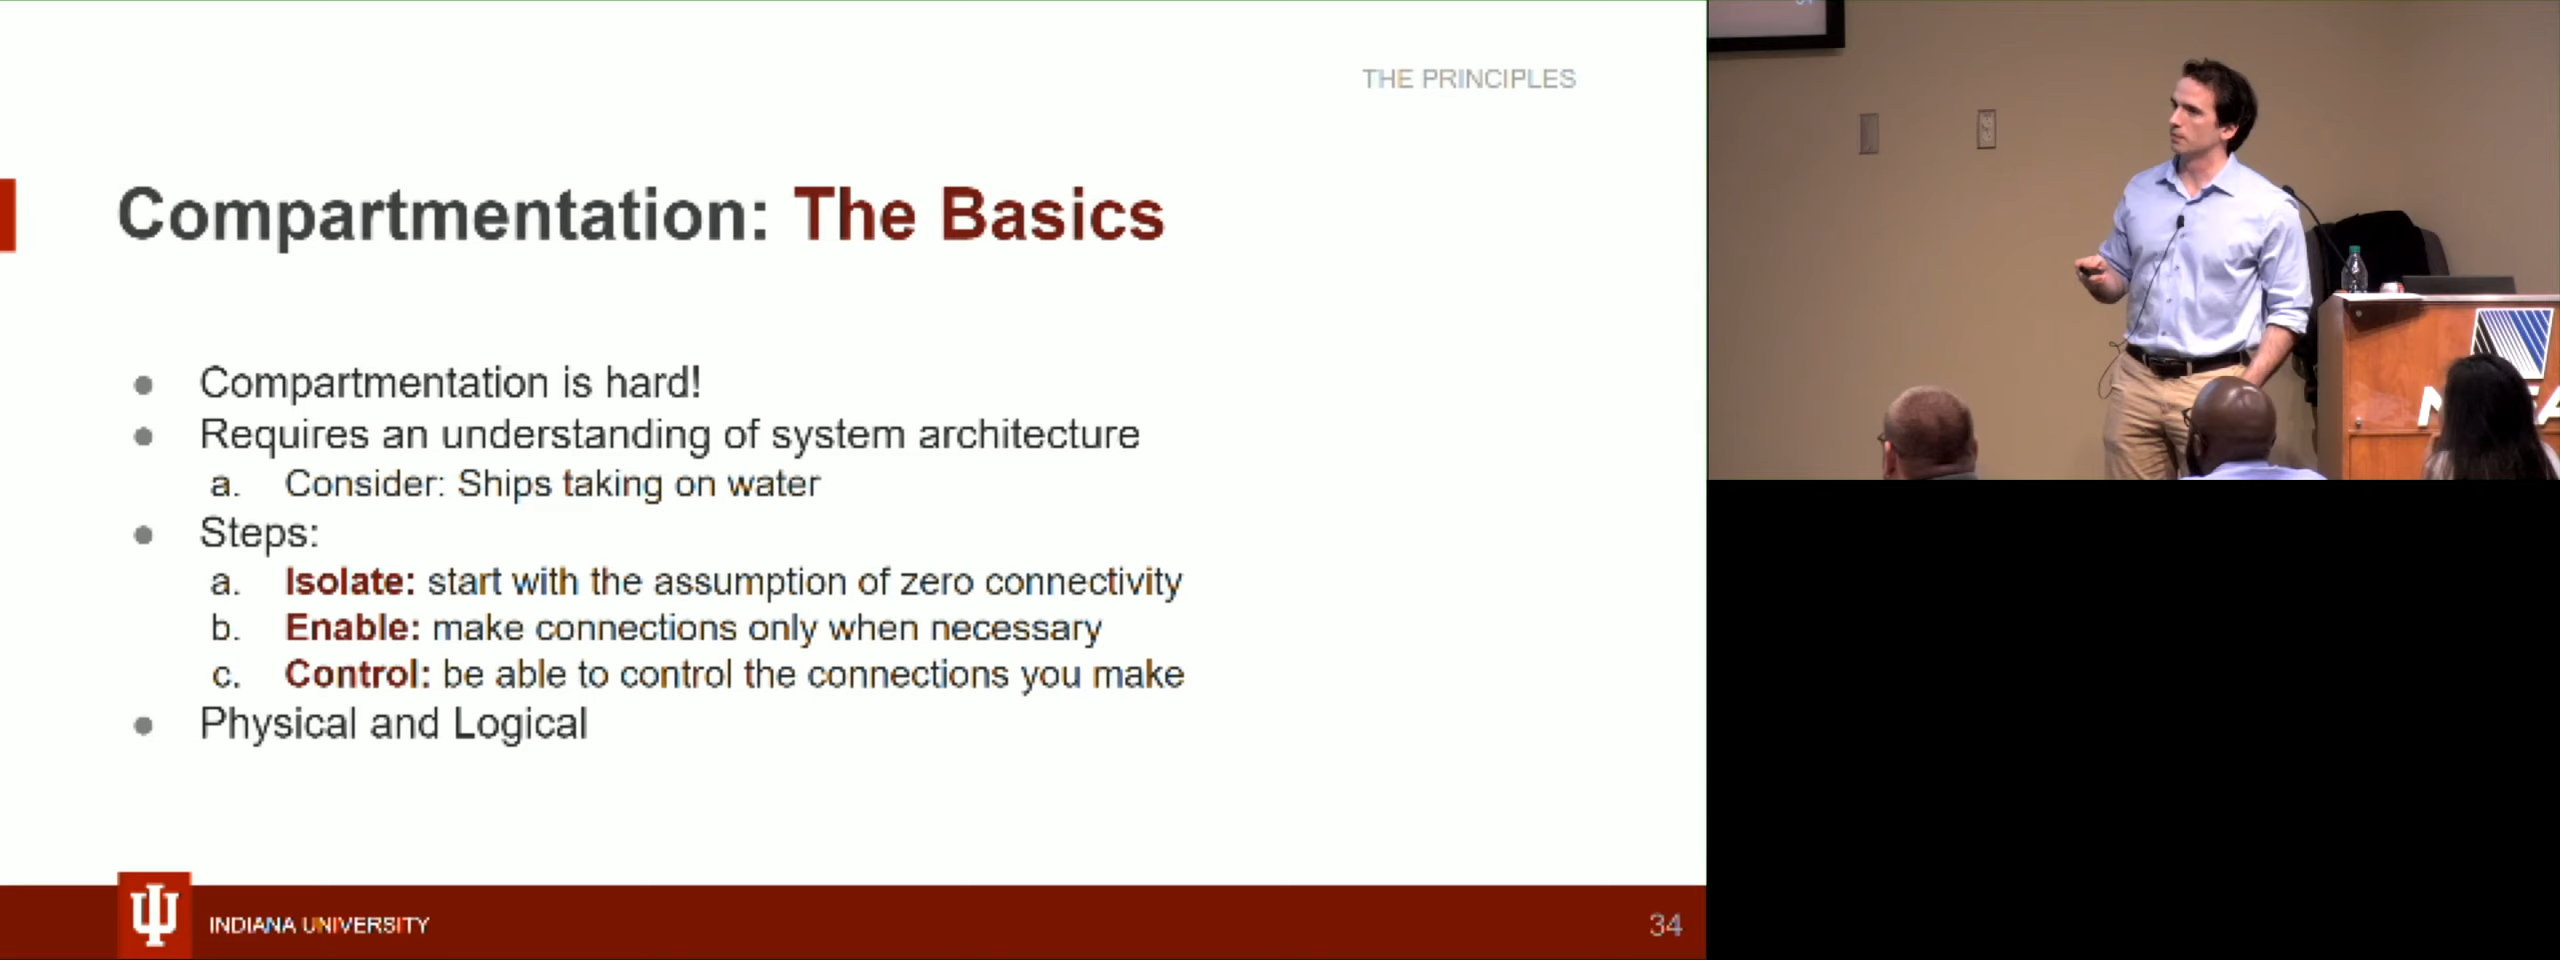 THE PRINCIPLES
Compartmentation: The Basics
● Compartmentation is hard!
● Requires an understanding of system architecture
a. Consider: Ships taking on water
● Steps:
a. Isolate: start with the assumption of zero connectivity
b. Enable: make connections only when necessary
c. Control: be able to control the connections you make
● Physical and Logical
INDIANA UNIVERSITY
34